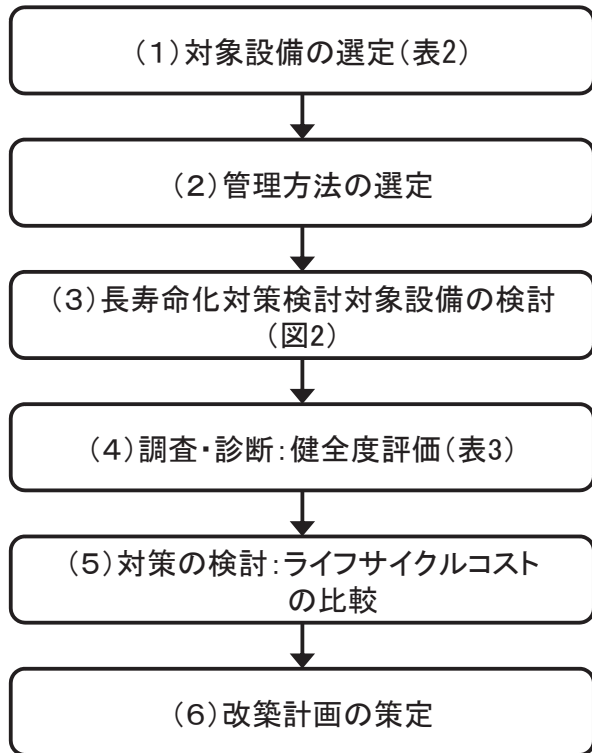 (1)対象設備の選定(表2)
(2)管理方法の選定
(3)長寿命化対策検討対象設備の検討
(図2)
(4)調査・診断:健全度評価(表3)
(5)対策の検討:ライフサイクルコスト
の比較
(6)改築計画の策定